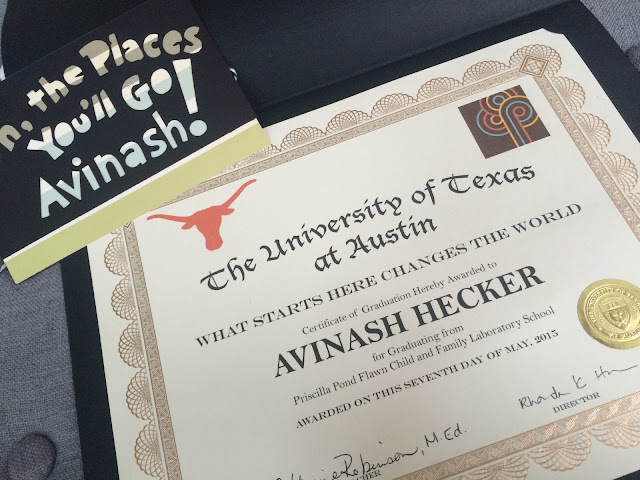 n, the Places
You'll Go
Avinash!
The University of Texas
at Austin
WHAT STARTS HERE CHANGES THE WORLD
Certificate of Graduation Hereby Awarded to
AVINASH HECKER
for Graduating from
Priscilla Pond Flawn Child and Family Laboratory School
AWARDED ON THIS SEVENTH DAY OF MAY, 2015
Robinson, M.Ed.
DIRECTOR